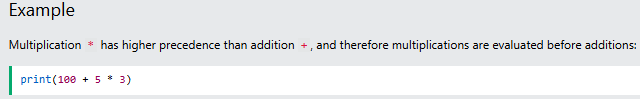 Example
Multiplication * has higher precedence than addition +, and therefore multiplications are evaluated before additions:
print(100 + 5 * 3)